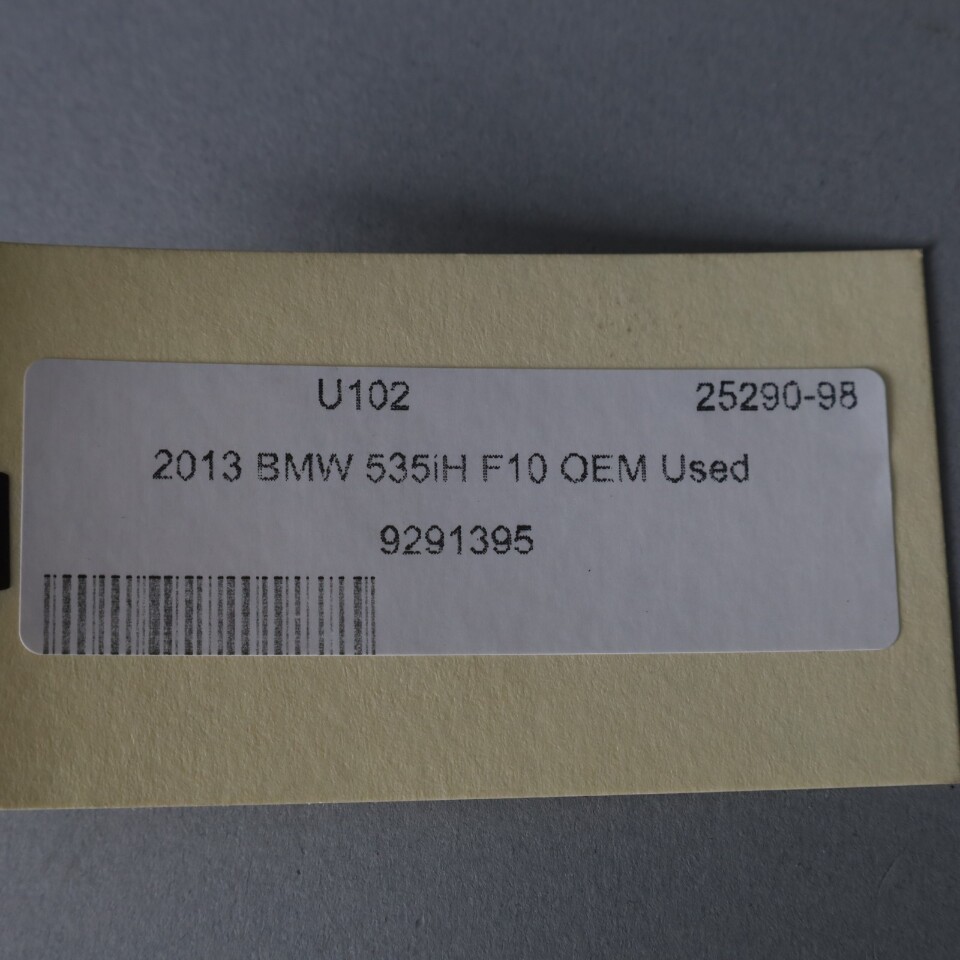 U102 25290-98
2013 BMW 535iH F10 OEM Used
9291395